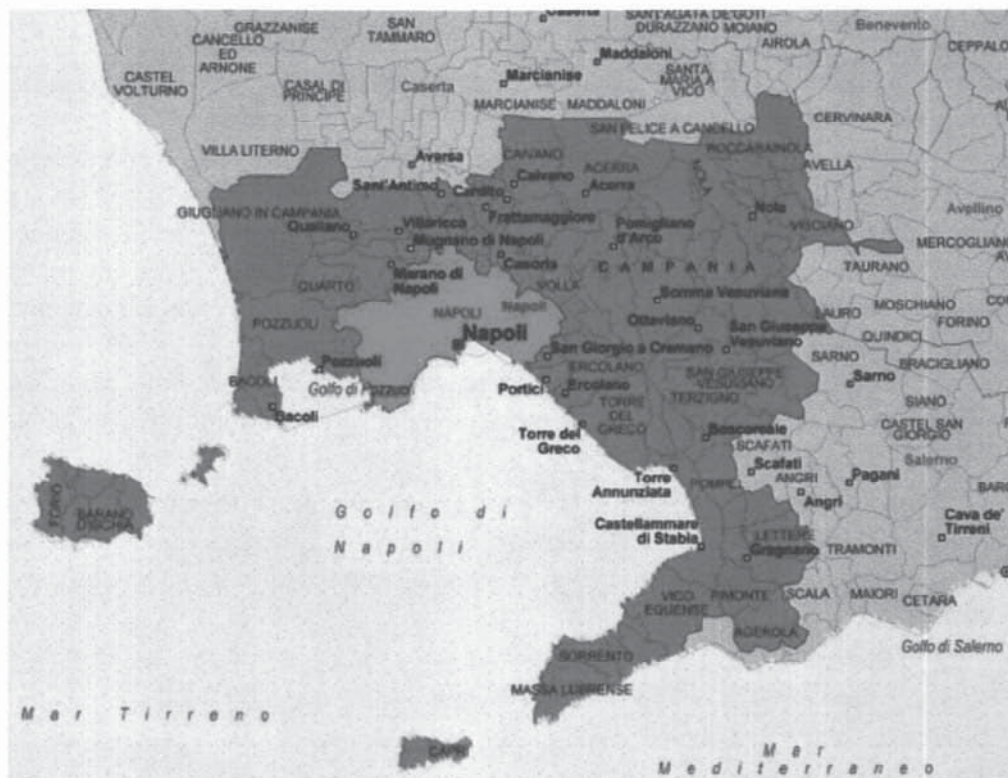 Caserta
SANT'AGATA DE'GOTI
Benevento
GRAZZANISE
SAN
TAMMARO
DURAZZANO
MOIANO
AIROLA
CEPPALO
CANCELLO
ED
ARNONE
Maddaloni
CASTEL
VOLTURNO
CASAL DI
PRINCIPE
Caserta
Marcianise
SANTA
MARIA A
VICO
MARCIANISE
MADDALONI
CERVINARA
SAN FELICE A CANCELLO
VILLA LITERNO
Aversa
CAIVANO
ACERRA
ROCCARAINOLA
AVELLA
Sant'Antimo
Cardito
Caivano
Acerra
NOLA
Avellino
GIUGLIANO IN CAMPANIA
Qualiano
Villaricca
Frattamaggiore
Pomigliano
d'Arco
Nola
VISCIANO
Mugnano di Napoli
Casoria
MERCOGLIANO
Marano di
Napoli
CAMPANIA
TAURANO
QUARTO
VOLLA
Somma Vesuviana
LAURO
MOSCHIANO
POZZUOLI
NAPOLI
Napoli
Ottaviano
San Giuseppe
Vesuviano
FORINO
QUINDICI
Napoli
San Giorgio a Cremano
SARNO
BRACIGLIANO
Pozzuoli
ERCOLANO
SAN GIUSEPPE
VESUVIANO
Sarno
BACOLI
Golfo di Pozzuoli
Portici
Ercolano
TERZIGNO
SIANO
Bacoli
TORRE
DEL
GRECO
CASTEL SAN
GIORGIO
Torre del
Greco
Boscoreale
SCAFATI
Salerno
Scafati
Torre
Annunziata
POMPEI
ANGRI
Pagani
Angri
FORIO
BARANO
D'ISCHIA
Golfo di
Napoli
Castellammare
di Stabia
LETTERE
Gragnano
Cava de'
Tirreni
TRAMONTI
VICO
EQUENSE
PIMONTE
SCALA
MAIORI
CETARA
AGEROLA
Golfo di Salerno
SORRENTO
MASSA LUBRENSE
Mar Tirreno
CAPRI
Mar
Mediterraneo